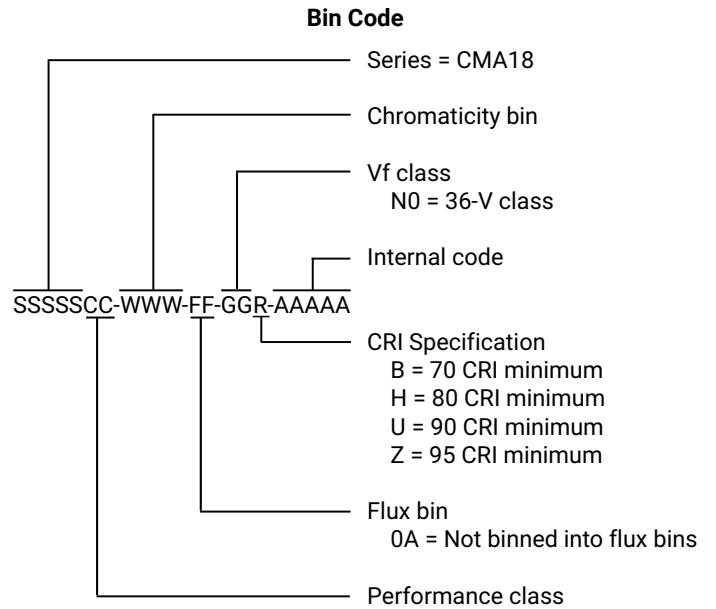 Bin Code
Series = CMA18
Chromaticity bin
Vf class
N0 = 36-V class
Internal code
SSSSSCC-WWW-FF-GGR-AAAAA
CRI Specification
B = 70 CRI minimum
H = 80 CRI minimum
U = 90 CRI minimum
Z = 95 CRI minimum
Flux bin
0A = Not binned into flux bins
Performance class